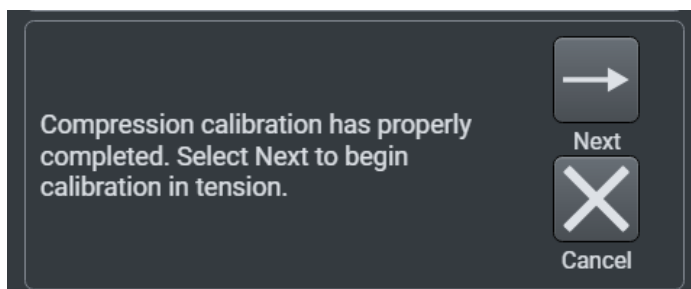 Compression calibration has properly
completed. Select Next to begin
calibration in tension.
Next
Cancel